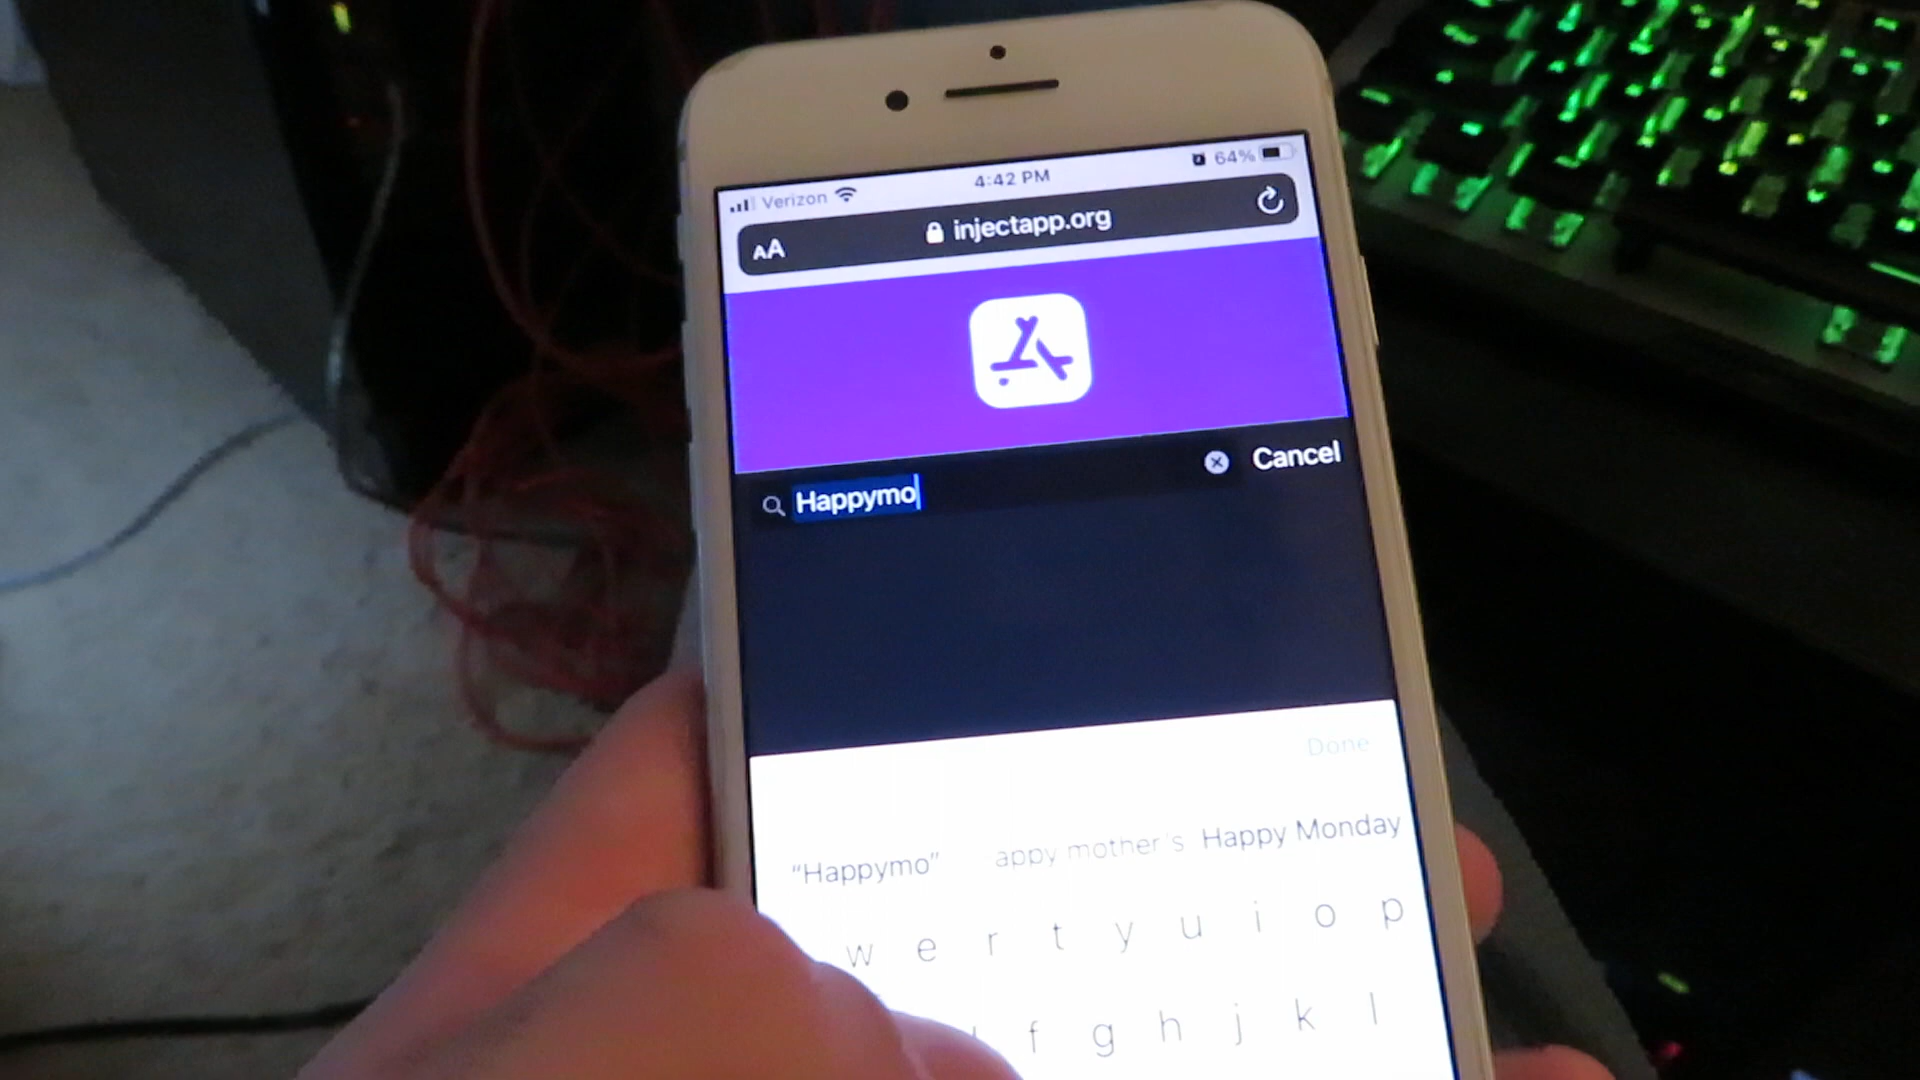 Verizon 4:42 PM 64%
AA injectapp.org
Cancel
Happymo
Done
“Happymo” appy mother's Happy Monday
w e r t y u i o p
f g h j k l